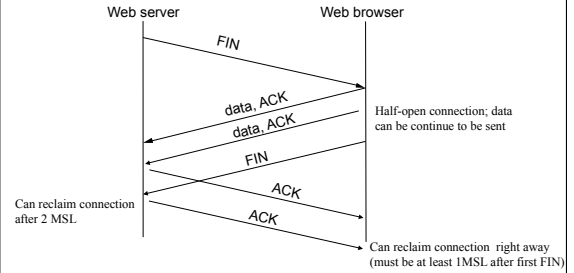 Web server
Web browser
FIN
data, ACK
Half-open connection; data
can be continue to be sent
data, ACK
FIN
ACK
Can reclaim connection
after 2 MSL
ACK
Can reclaim connection right away
(must be at least 1MSL after first FIN)